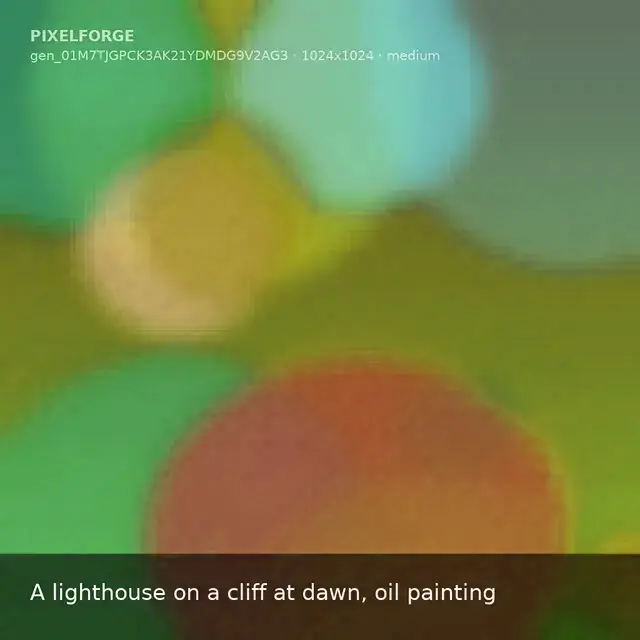 PIXELFORGE
gen_01M7TJGPCK3AK21YDMDG9V2AG3 · 1024x1024 · medium
A lighthouse on a cliff at dawn, oil painting